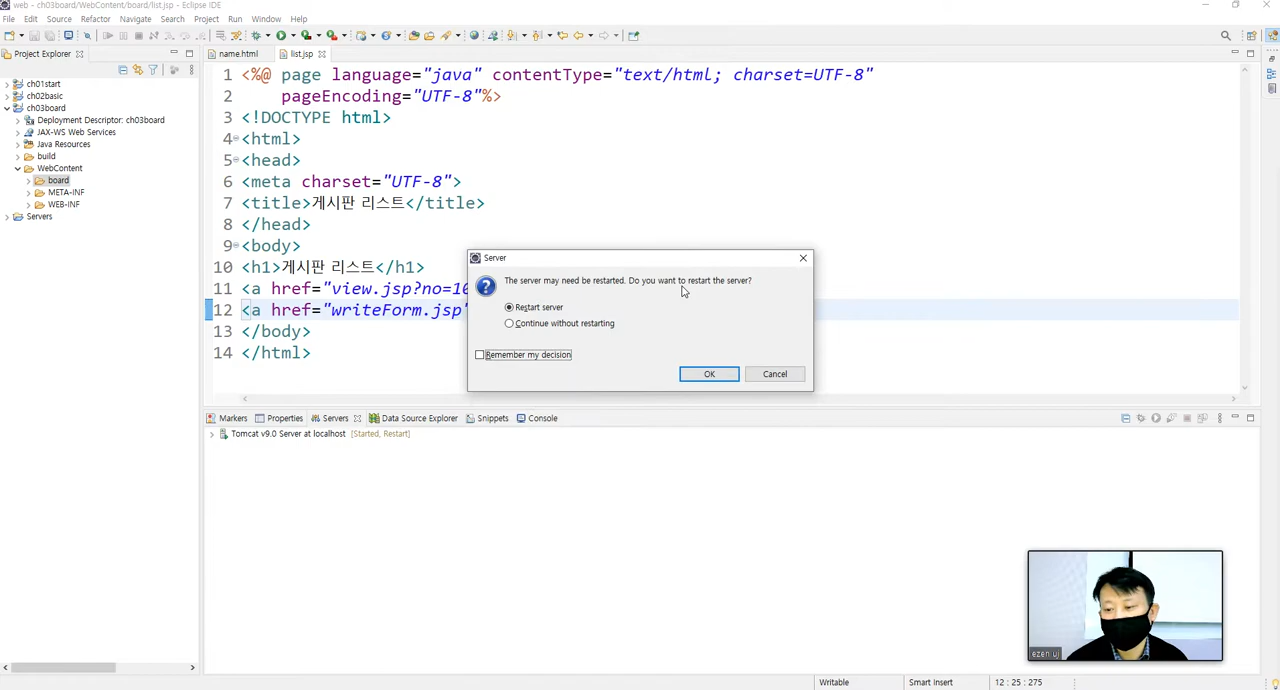 web - ch03board/WebContent/board/list.jsp - Eclipse IDE
File Edit Source Refactor Navigate Search Project Run Window Help
Project Explorer
name.html
list.jsp
ch01start
ch02basic
ch03board
Deployment Descriptor: ch03board
JAX-WS Web Services
Java Resources
build
WebContent
board
META-INF
WEB-INF
Servers
1 <%@ page language="java" contentType="text/html; charset=UTF-8"
2 pageEncoding="UTF-8"%>
3 <!DOCTYPE html>
4 <html>
5 <head>
6 <meta charset="UTF-8">
7 <title>게시판 리스트</title>
8 </head>
9 <body>
10 <h1>게시판 리스트</h1>
11 <a href="view.jsp?no=10
12 <a href="writeForm.jsp"
13 </body>
14 </html>
Server
The server may need be restarted. Do you want to restart the server?
Restart server
Continue without restarting
Remember my decision
OK Cancel
Markers Properties Servers Data Source Explorer Snippets Console
Tomcat v9.0 Server at localhost [Started, Restart]
ezen uj
Writable Smart Insert 12 : 25 : 275